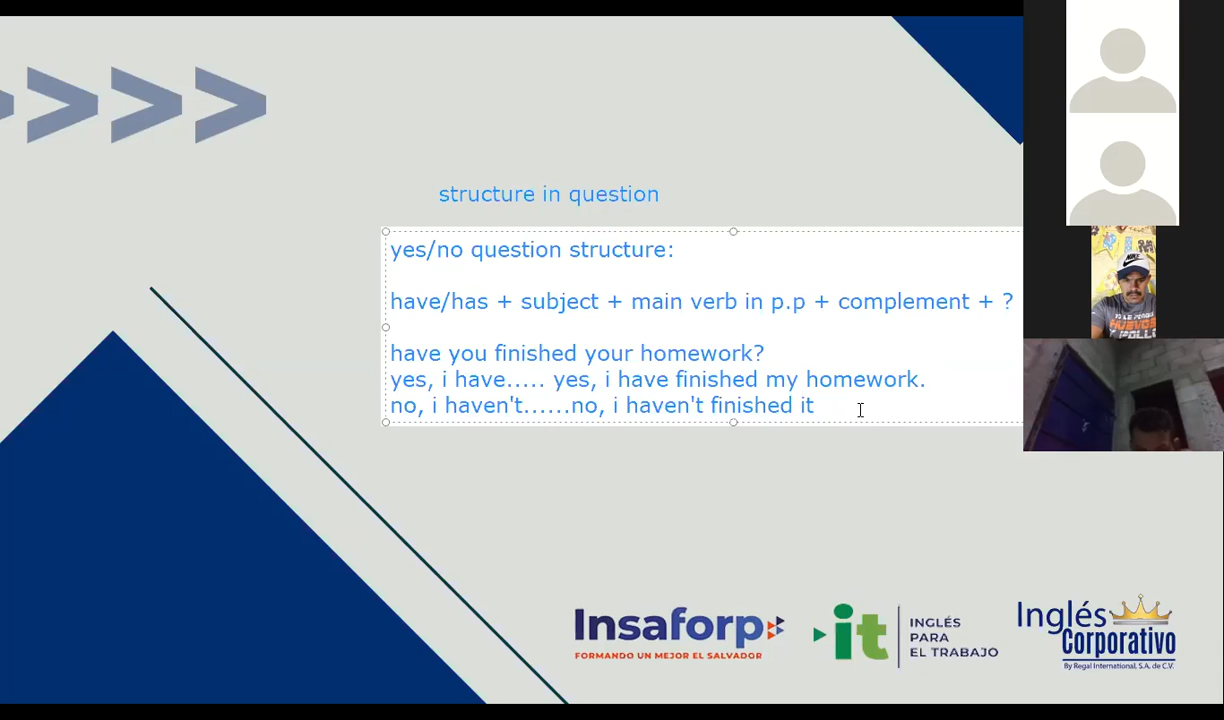 structure in question
yes/no question structure:
have/has + subject + main verb in p.p + complement + ?
have you finished your homework?
yes, i have..... yes, i have finished my homework.
no, i haven't......no, i haven't finished it
Insaforp
FORMANDO UN MEJOR EL SALVADOR
it
INGLÉS
PARA
EL TRABAJO
Inglés
Corporativo
By Regal International, S.A. de C.V.
NIKE
HUEVOS